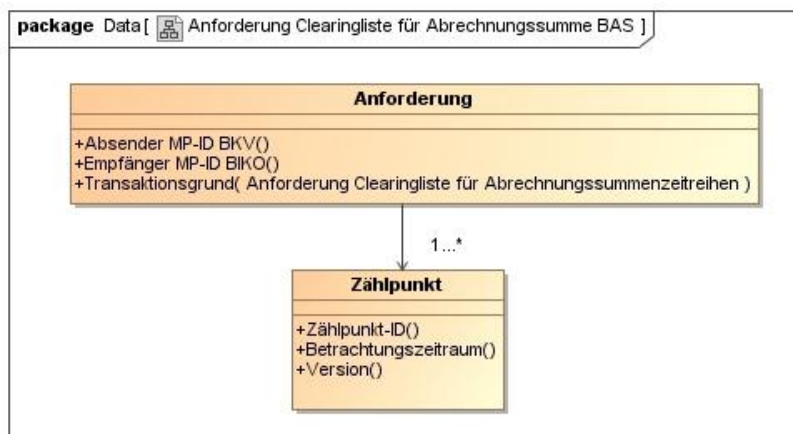 package Data [ Anforderung Clearingliste für Abrechnungssumme BAS ]
Anforderung
+Absender MP-ID BKV()
+Empfänger MP-ID BIKO()
+Transaktionsgrund( Anforderung Clearingliste für Abrechnungssummenzeitreihen )
1...*
Zählpunkt
+Zählpunkt-ID()
+Betrachtungszeitraum()
+Version()